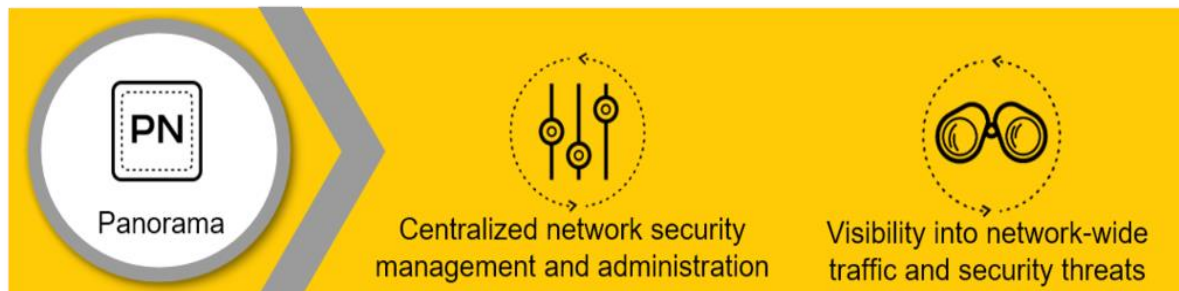 PN
Panorama
Centralized network security
management and administration
Visibility into network-wide
traffic and security threats